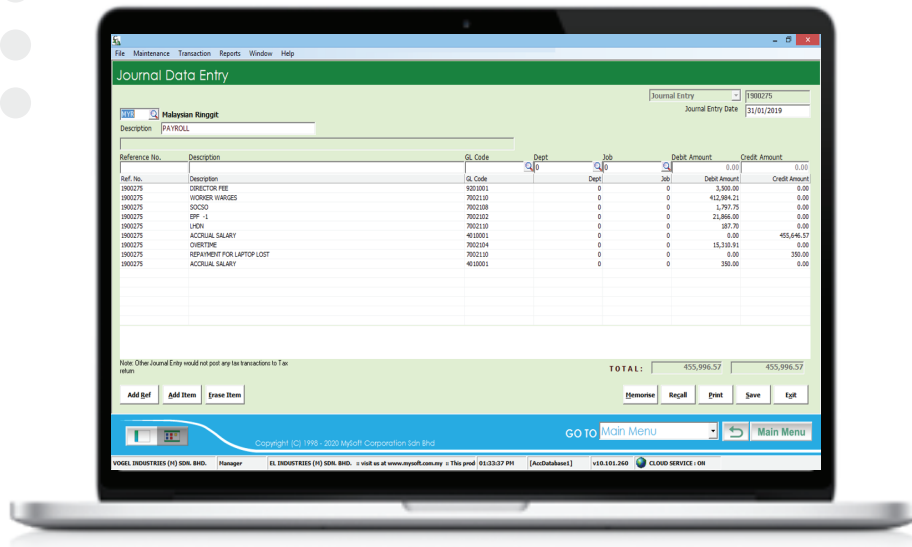 File Maintenance Transaction Reports Window Help
Journal Data Entry
Journal Entry 1900275
MYR Malaysian Ringgit Journal Entry Date 31/01/2019
Description PAYROLL
Reference No. Description GL Code Dept Job Debit Amount Credit Amount
0 0 0.00 0.00
Ref. No. Description GL Code Dept Job Debit Amount Credit Amount
1900275 DIRECTOR FEE 9201001 0 0 3,500.00 0.00
1900275 WORKER WARGES 7002110 0 0 412,984.21 0.00
1900275 SOCSO 7002108 0 0 1,797.75 0.00
1900275 EPF -1 7002102 0 0 21,866.00 0.00
1900275 LHDN 7002110 0 0 187.70 0.00
1900275 ACCRUAL SALARY 4010001 0 0 0.00 455,646.57
1900275 OVERTIME 7002104 0 0 15,310.91 0.00
1900275 REPAYMENT FOR LAPTOP LOST 7002110 0 0 0.00 350.00
1900275 ACCRUAL SALARY 4010001 0 0 350.00 0.00
Note: Other Journal Entry would not post any tax transactions to Tax
return
TOTAL: 455,996.57 455,996.57
Add Ref Add Item Erase Item Memorise Recall Print Save Exit
GO TO Main Menu Main Menu
Copyright (C) 1998 - 2020 MySoft Corporation Sdn Bhd
VOGEL INDUSTRIES (M) SDN. BHD. Manager EL INDUSTRIES (M) SDN. BHD. :: visit us at www.mysoft.com.my :: This prod 01:33:37 PM [AccDatabase1] v10.101.260 CLOUD SERVICE : ON